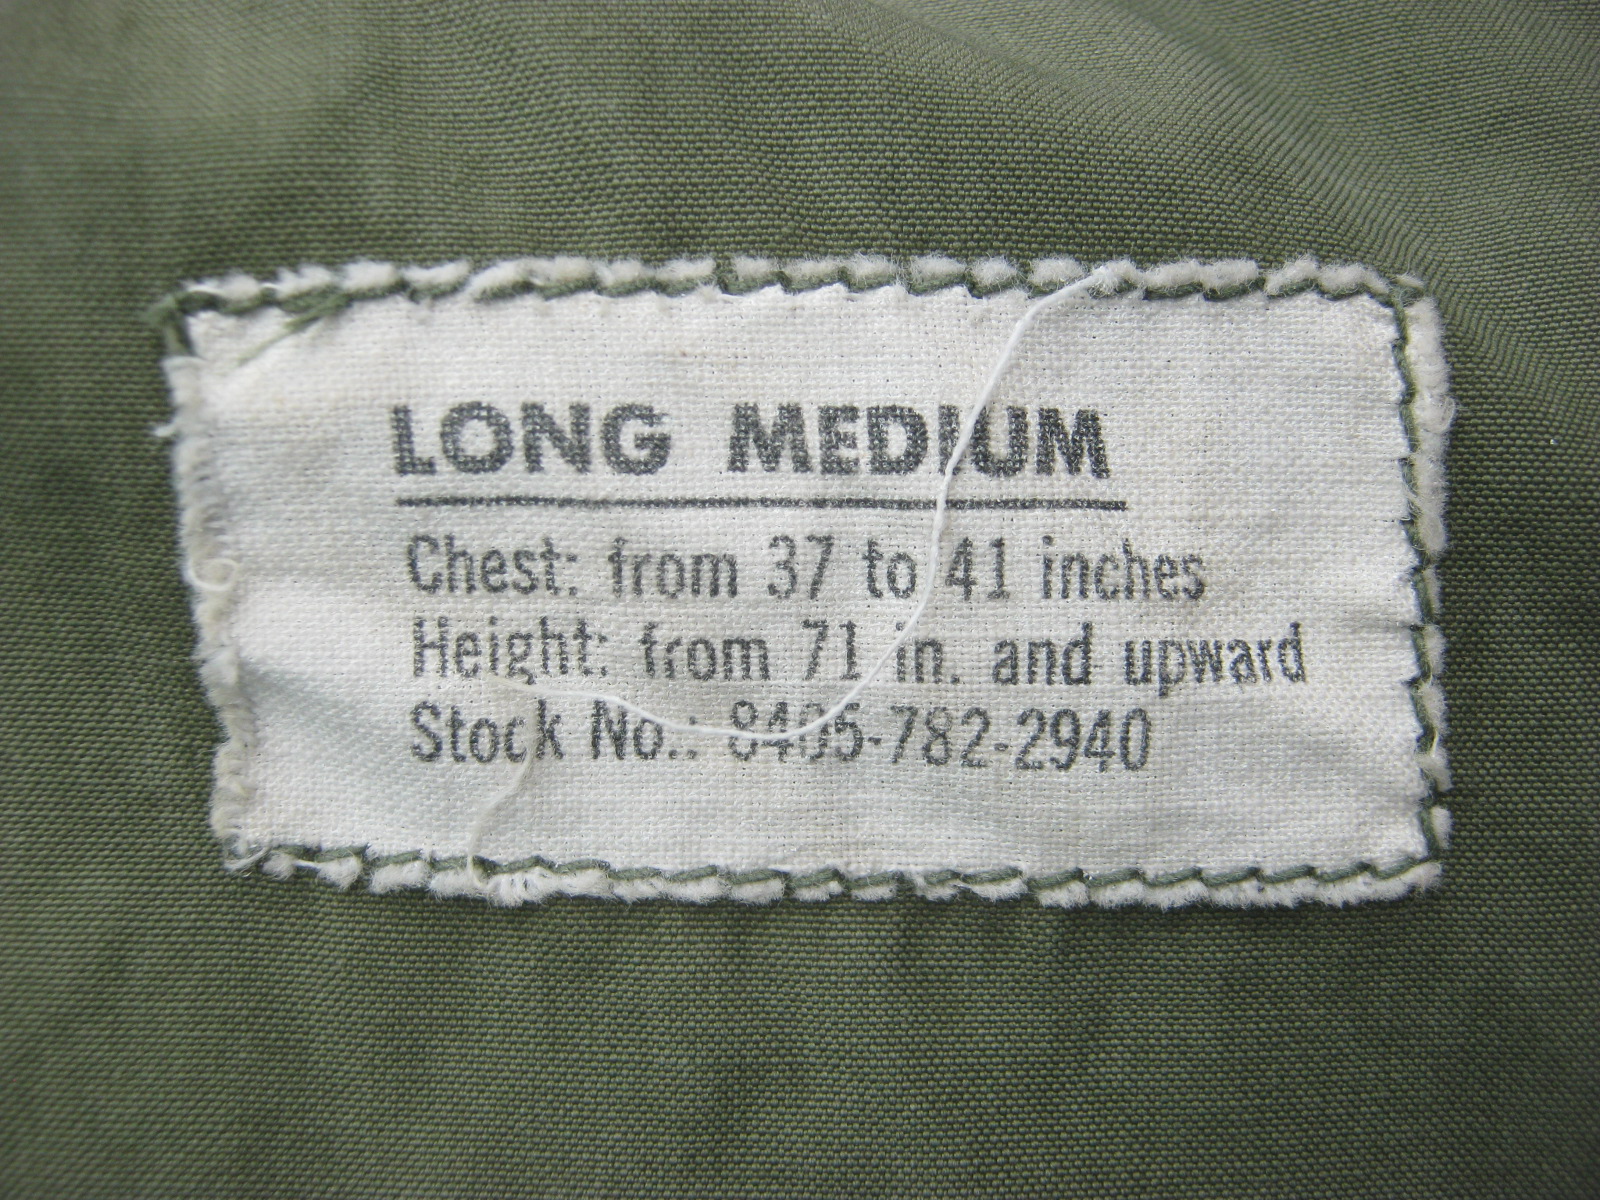 LONG MEDIUM
Chest: from 37 to 41 inches
Height: from 71 in. and upward
Stock No.: 8405-782-2940